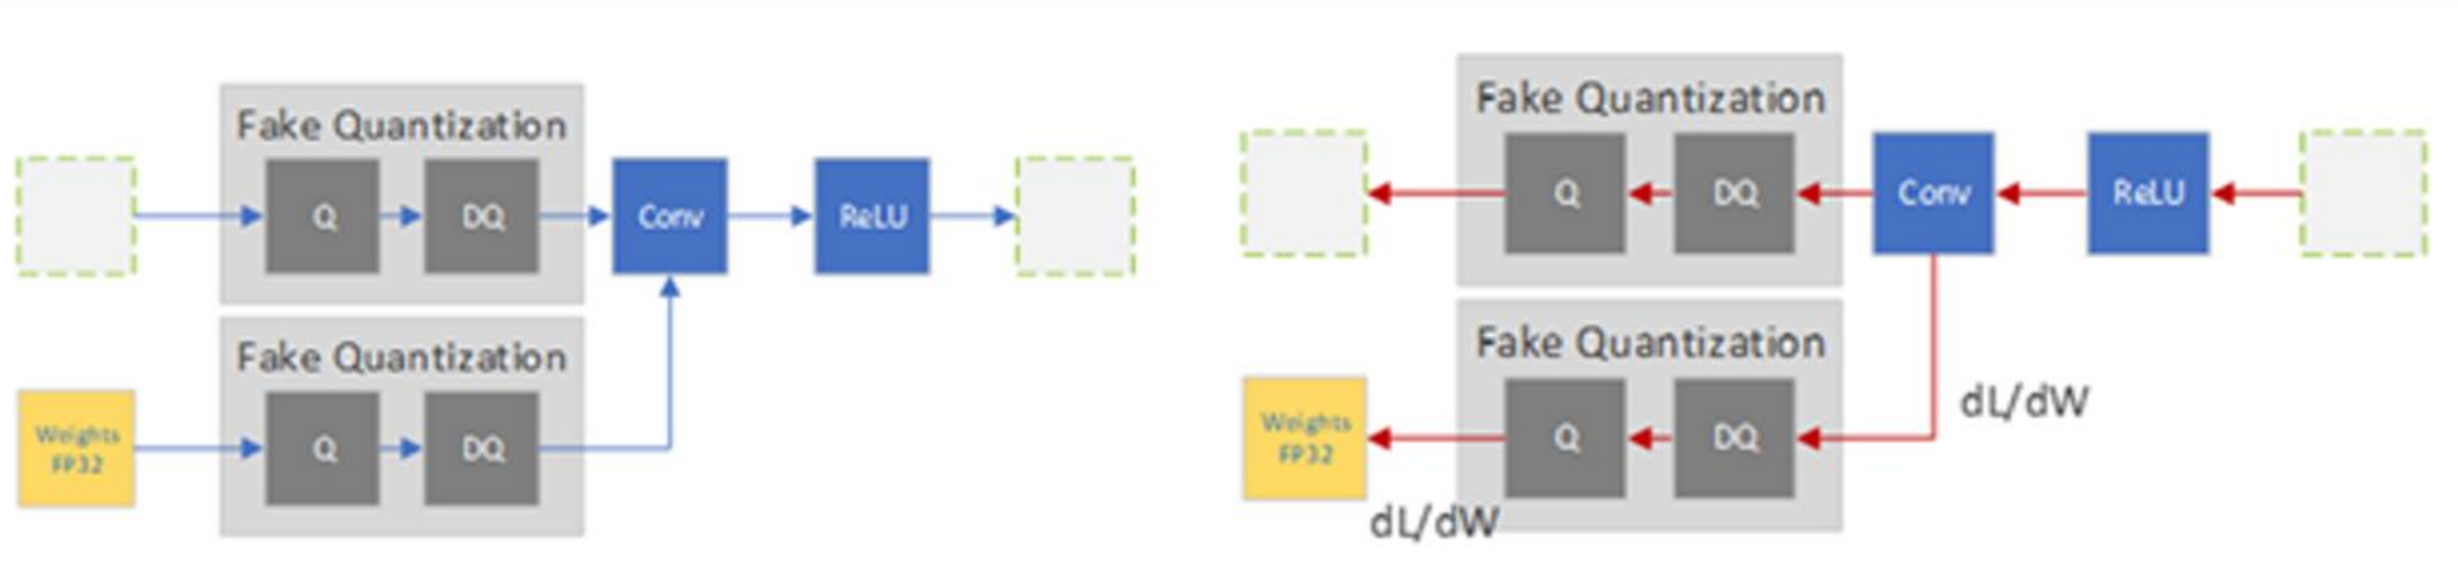 Fake Quantization
Q
DQ
Conv
ReLU
Fake Quantization
Weights
FP32
Q
DQ
Fake Quantization
Q
DQ
Conv
ReLU
Fake Quantization
Weights
FP32
Q
DQ
dL/dW
dL/dW